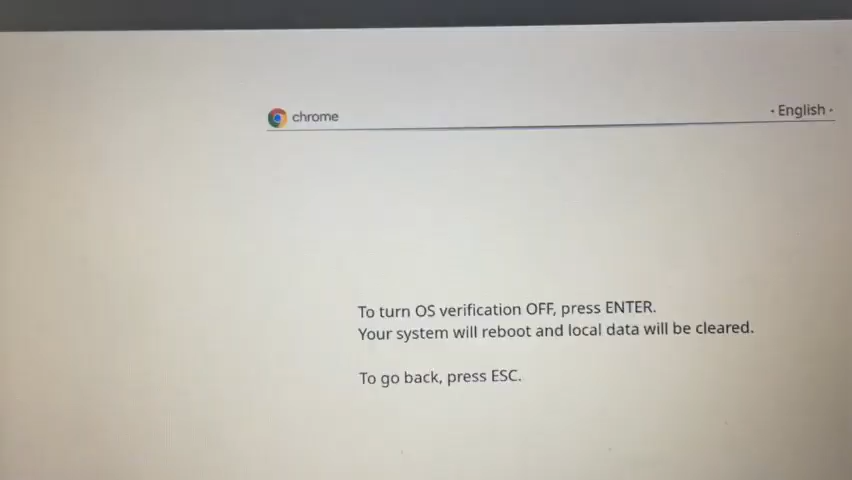 chrome
- English -
To turn OS verification OFF, press ENTER.
Your system will reboot and local data will be cleared.
To go back, press ESC.